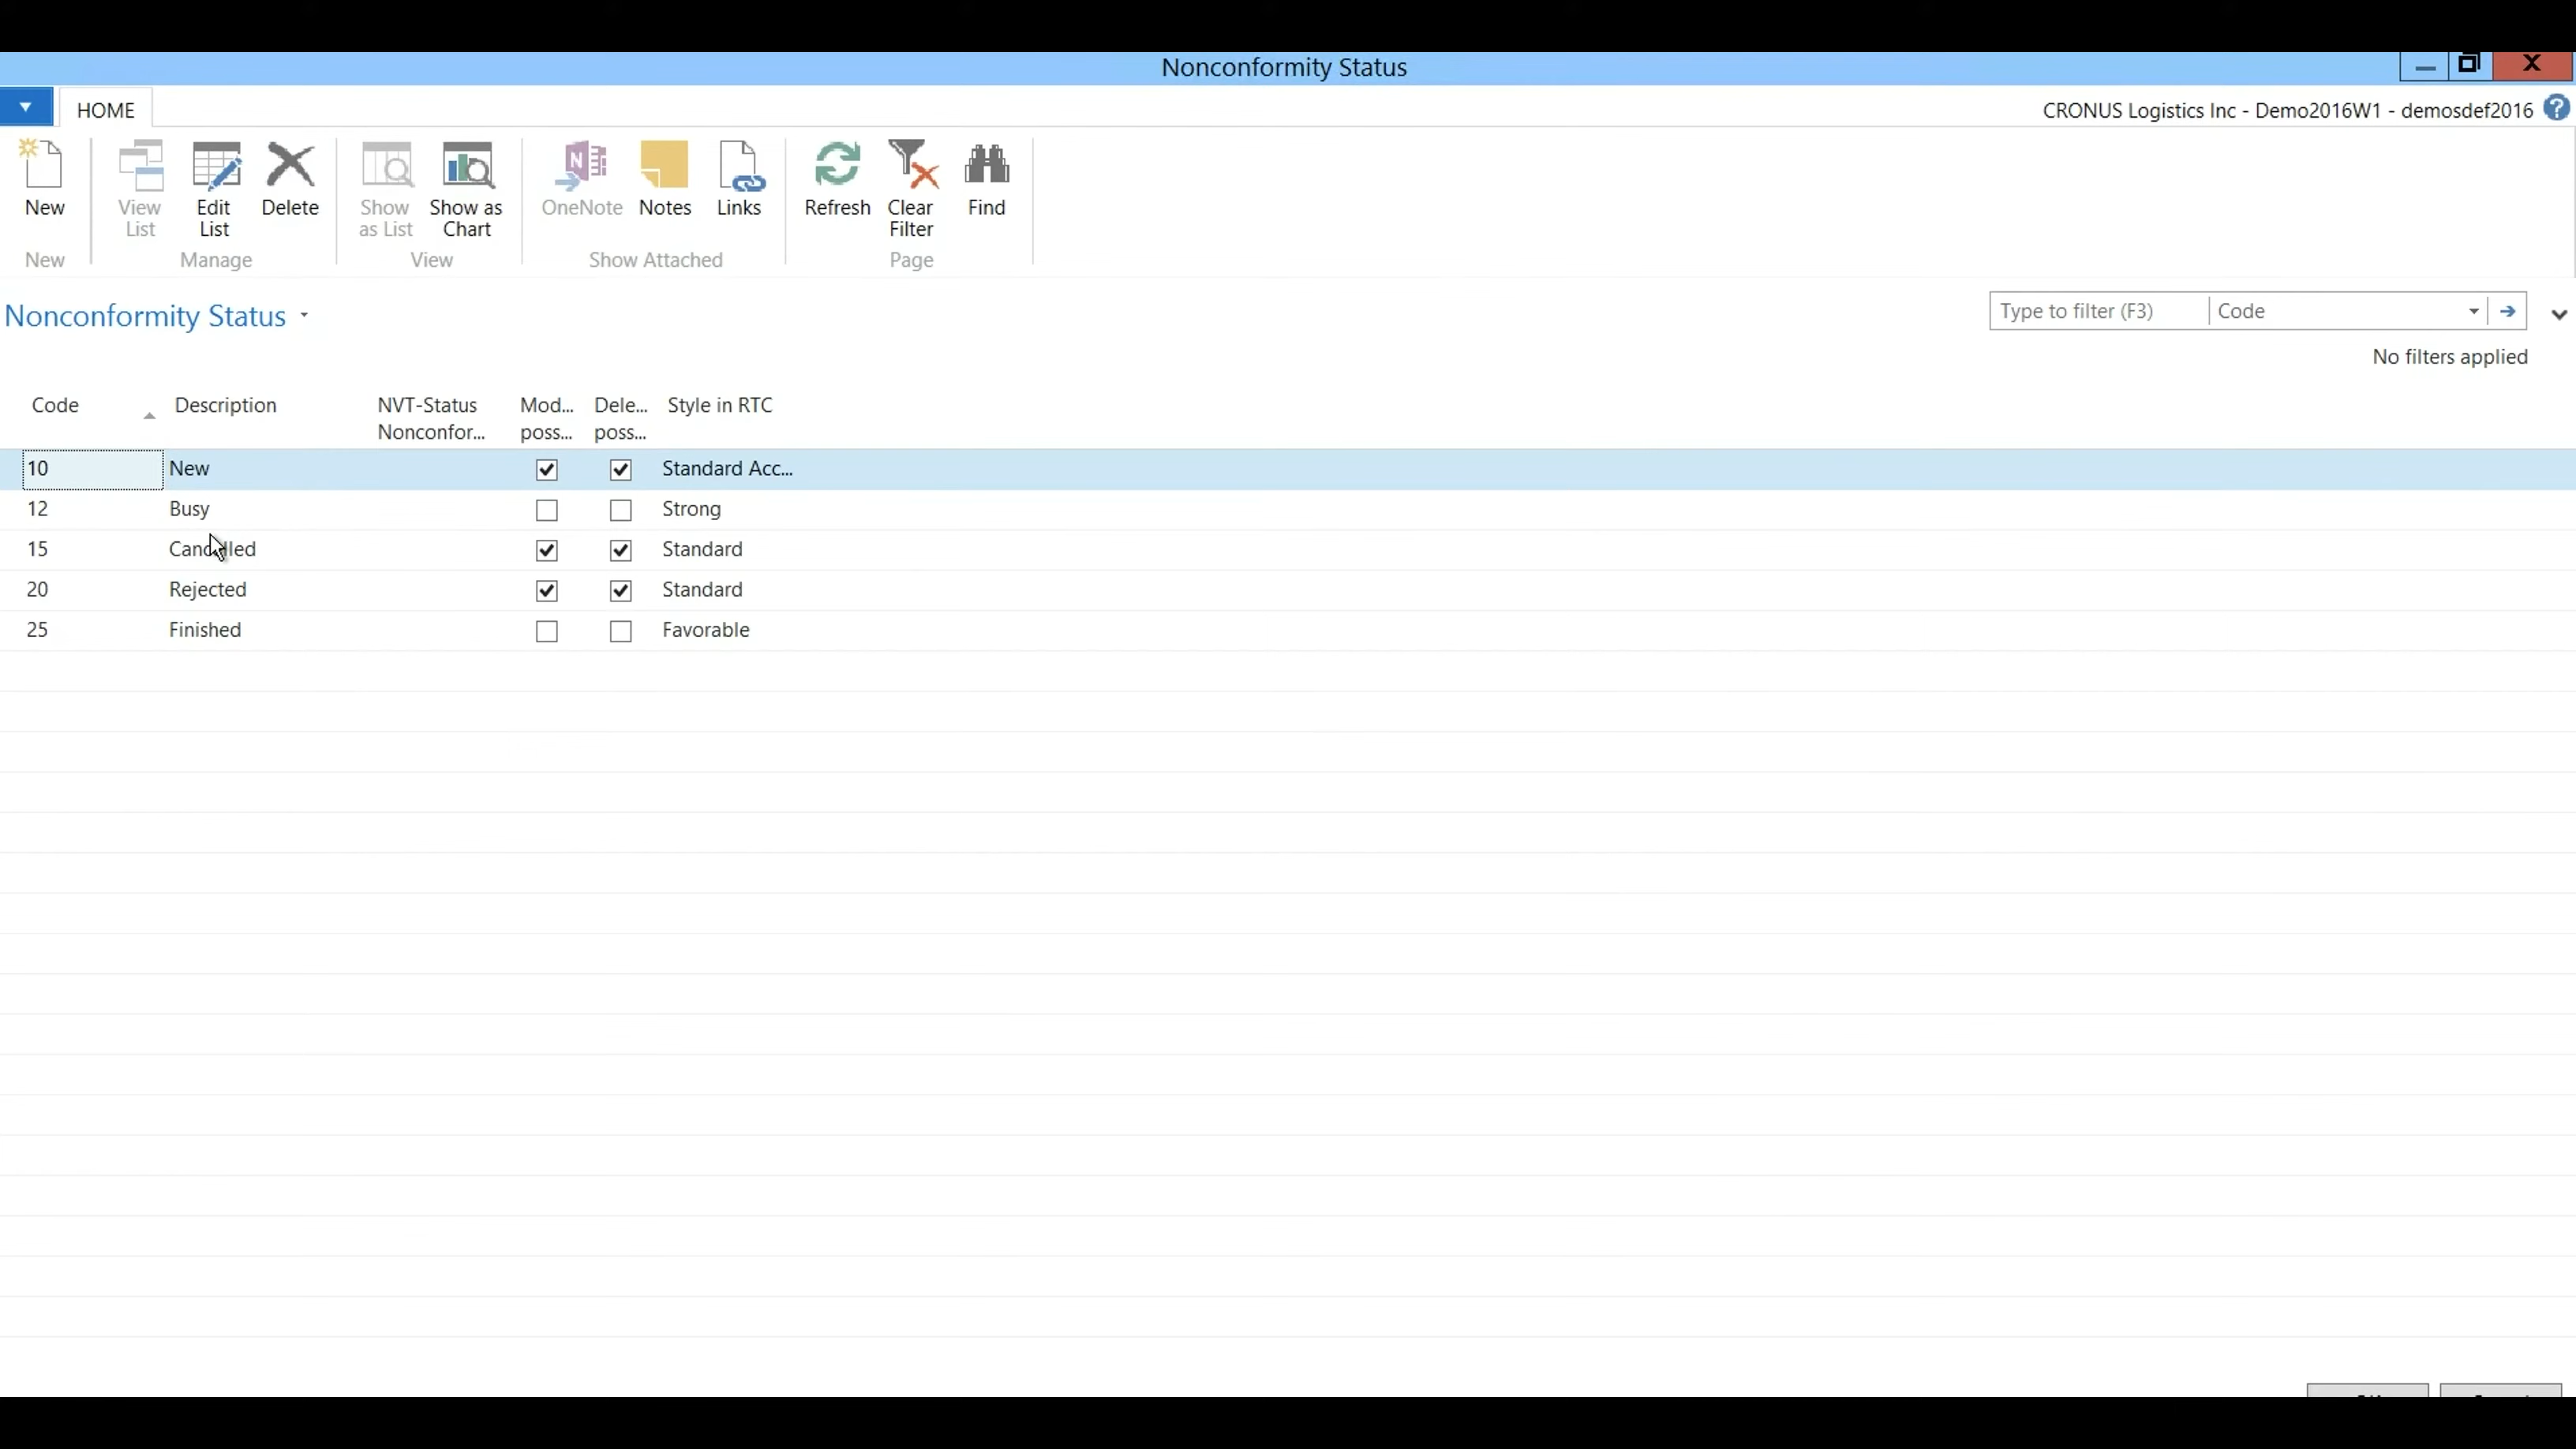 Nonconformity Status
HOME
CRONUS Logistics Inc - Demo2016W1 - demosdef2016
New
View List
Edit List
Delete
Show as List
Show as Chart
OneNote
Notes
Links
Refresh
Clear Filter
Find
New
Manage
View
Show Attached
Page
Nonconformity Status
Type to filter (F3)
Code
No filters applied
Code
Description
NVT-Status Nonconfor...
Mod... poss...
Dele... poss...
Style in RTC
10 New Standard Acc...
12 Busy Strong
15 Cancelled Standard
20 Rejected Standard
25 Finished Favorable